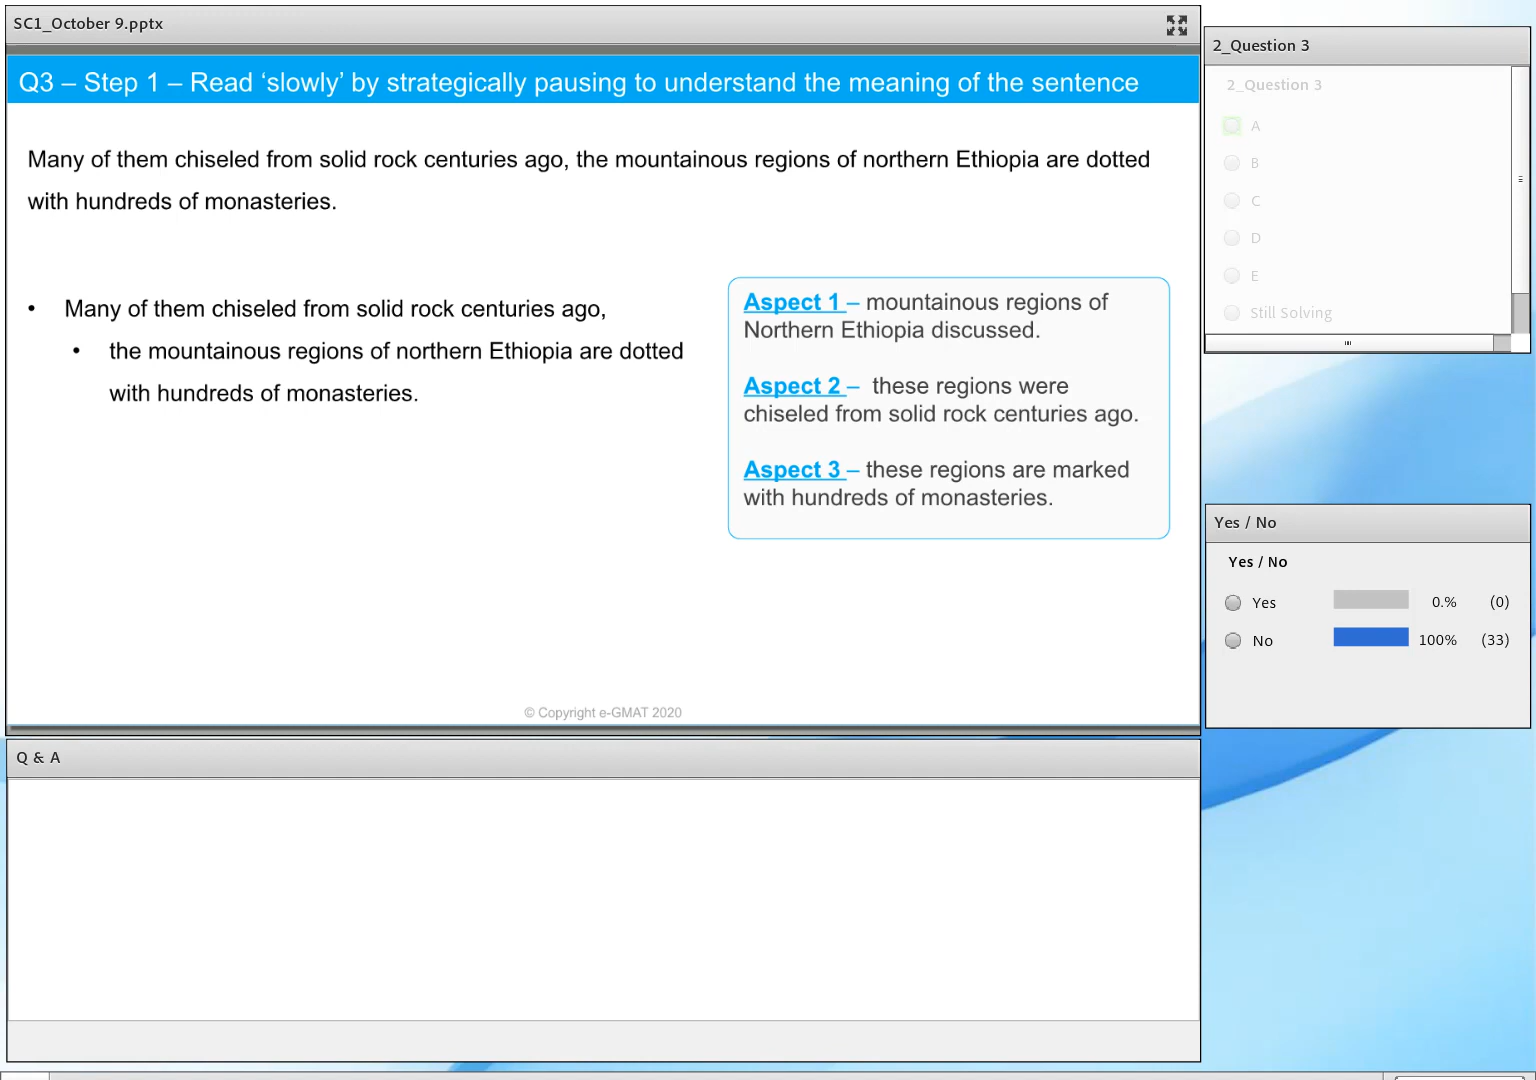 SC1_October 9.pptx
Q3 – Step 1 – Read ‘slowly’ by strategically pausing to understand the meaning of the sentence
Many of them chiseled from solid rock centuries ago, the mountainous regions of northern Ethiopia are dotted
with hundreds of monasteries.
• Many of them chiseled from solid rock centuries ago,
• the mountainous regions of northern Ethiopia are dotted
with hundreds of monasteries.
Aspect 1 – mountainous regions of
Northern Ethiopia discussed.
Aspect 2 – these regions were
chiseled from solid rock centuries ago.
Aspect 3 – these regions are marked
with hundreds of monasteries.
© Copyright e-GMAT 2020
2_Question 3
2_Question 3
A
B
C
D
E
Still Solving
Yes / No
Yes / No
Yes 0.% (0)
No 100% (33)
Q & A